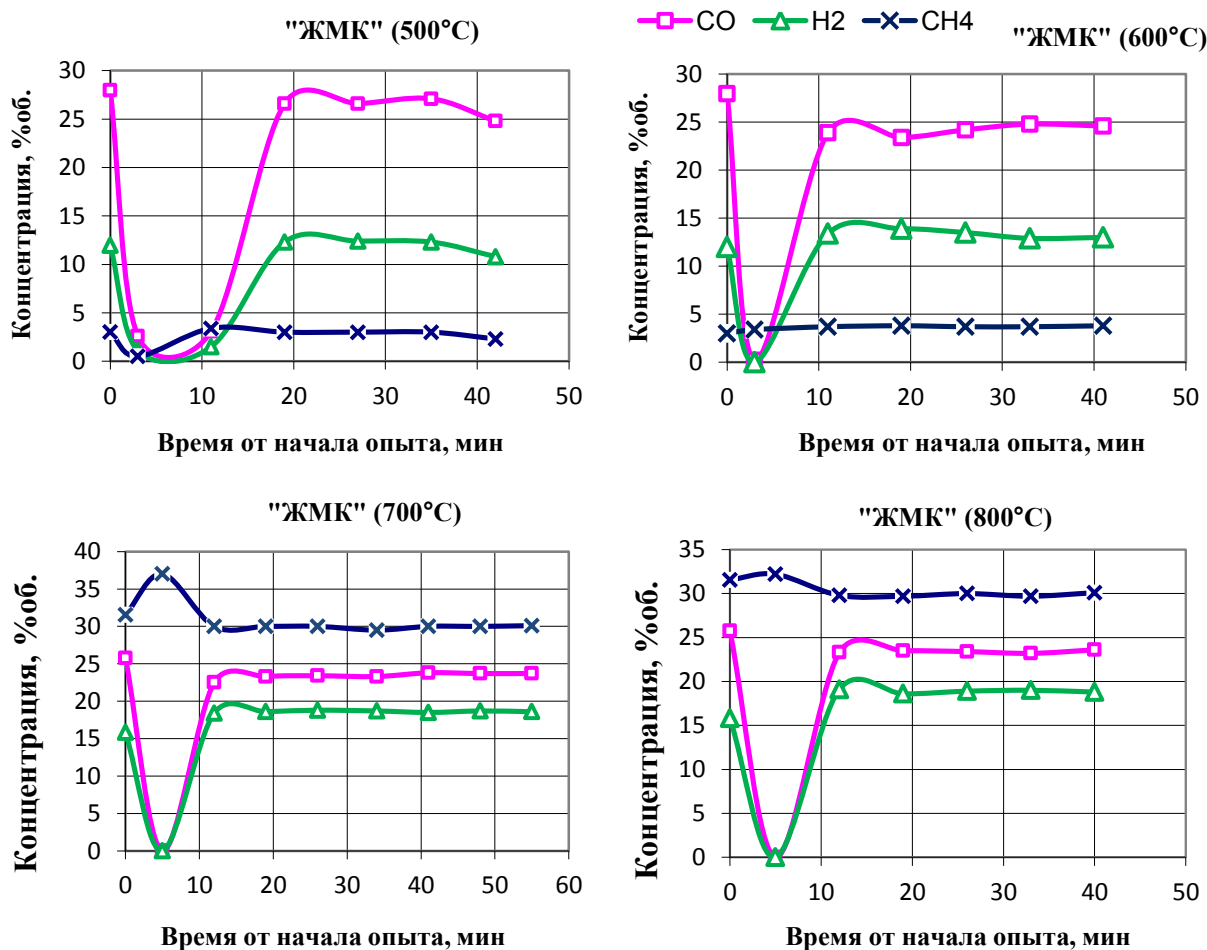 "ЖМК" (500°C)
CO H2 CH4
"ЖМК" (600°C)
Концентрация, %об.
30
25
20
15
10
5
0
0 10 20 30 40 50
Время от начала опыта, мин
Концентрация, %об.
30
25
20
15
10
5
0
0 10 20 30 40 50
Время от начала опыта, мин
"ЖМК" (700°C)
Концентрация, %об.
40
35
30
25
20
15
10
5
0
0 10 20 30 40 50 60
Время от начала опыта, мин
"ЖМК" (800°C)
Концентрация, %об.
35
30
25
20
15
10
5
0
0 10 20 30 40 50
Время от начала опыта, мин